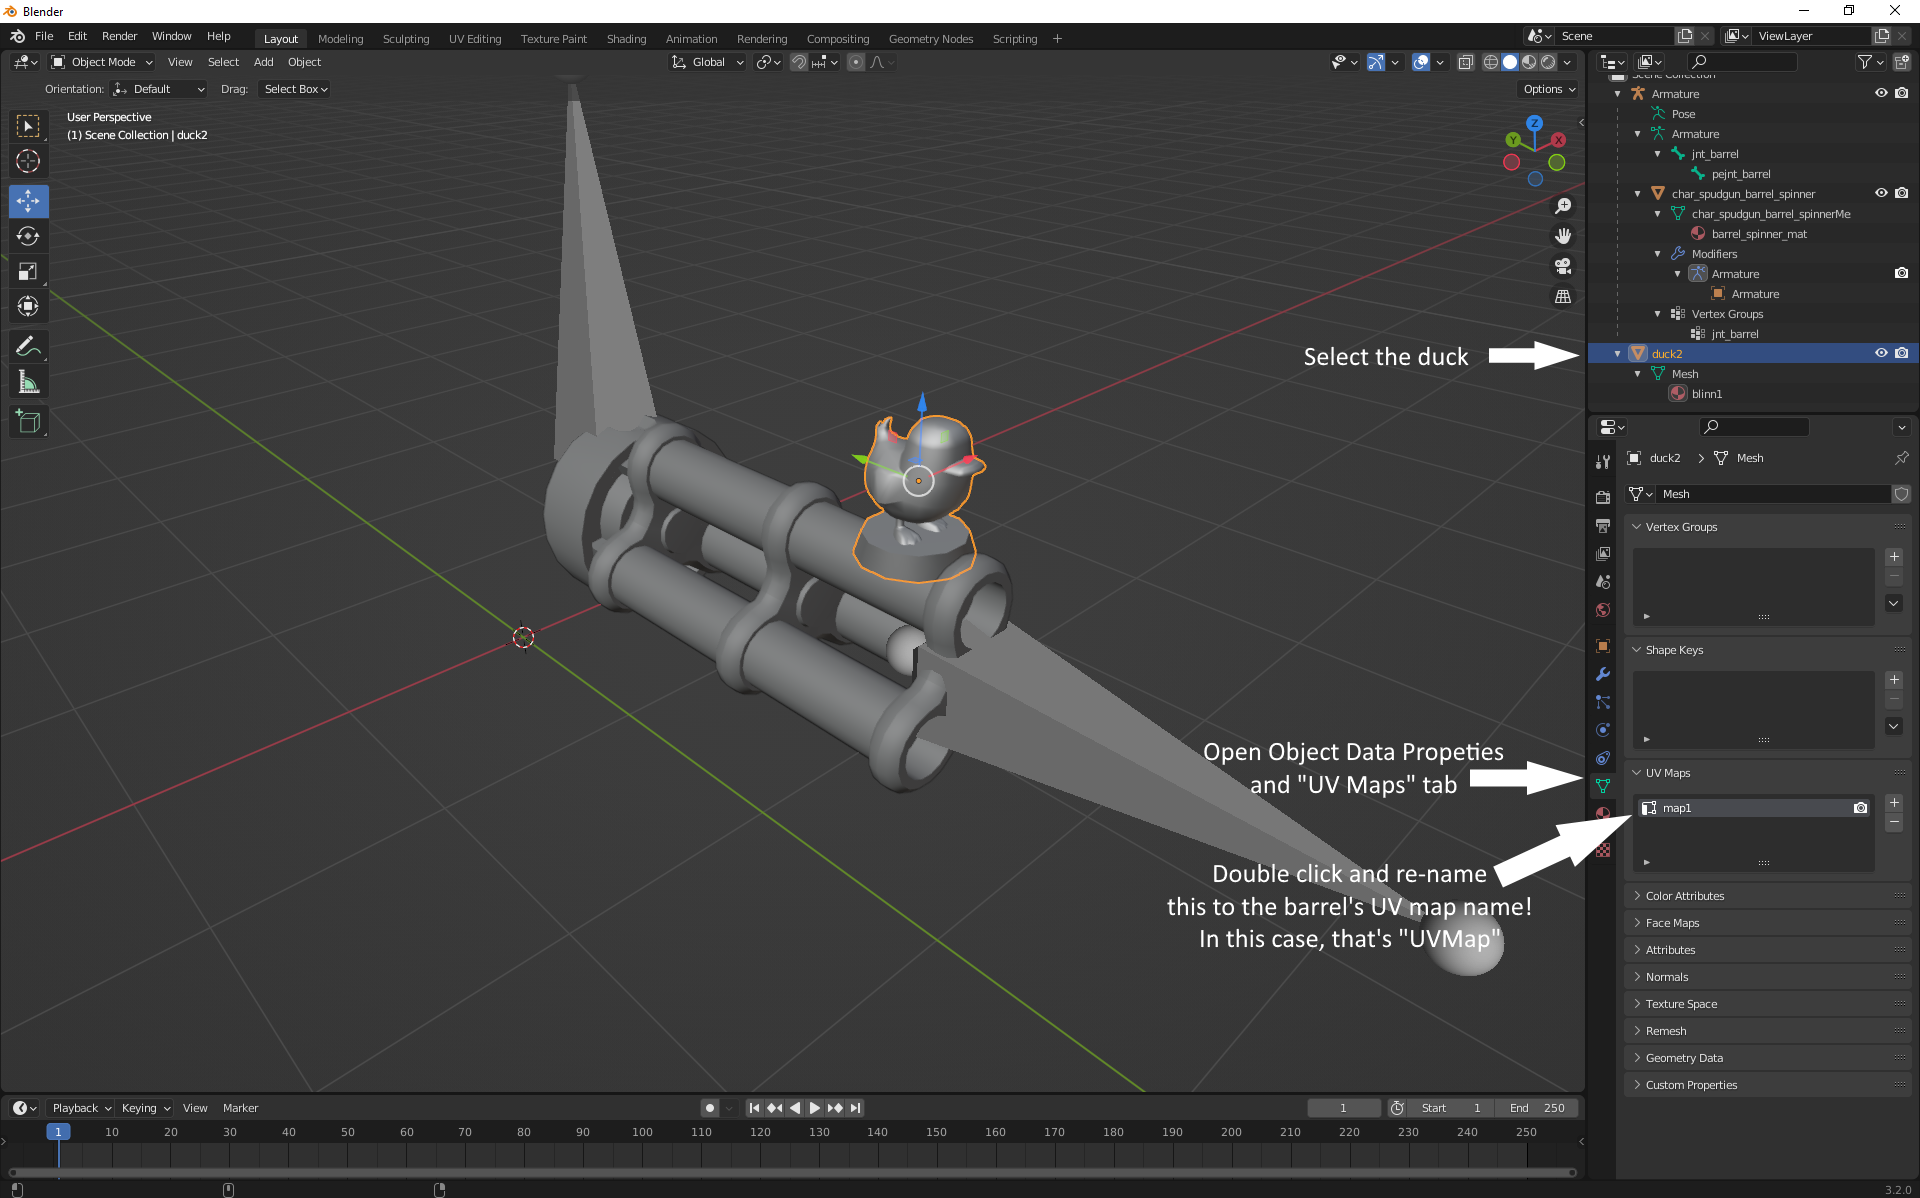 Blender
File Edit Render Window Help Layout Modeling Sculpting UV Editing Texture Paint Shading Animation Rendering Compositing Geometry Nodes Scripting + Scene ViewLayer
Object Mode View Select Add Object Global
Orientation: Default Drag: Select Box Options
User Perspective
(1) Scene Collection | duck2
Z
Y
X
Scene Collection
Armature
Pose
Armature
jnt_barrel
pejnt_barrel
char_spudgun_barrel_spinner
char_spudgun_barrel_spinnerMe
barrel_spinner_mat
Modifiers
Armature
Armature
Vertex Groups
jnt_barrel
duck2
Mesh
blinn1
Select the duck
duck2 > Mesh
Mesh
Vertex Groups
Shape Keys
UV Maps
map1
Open Object Data Propeties
and "UV Maps" tab
Double click and re-name
this to the barrel's UV map name!
In this case, that's "UVMap"
Color Attributes
Face Maps
Attributes
Normals
Texture Space
Remesh
Geometry Data
Custom Properties
Playback Keying View Marker 1 Start 1 End 250
1 10 20 30 40 50 60 70 80 90 100 110 120 130 140 150 160 170 180 190 200 210 220 230 240 250
3.2.0